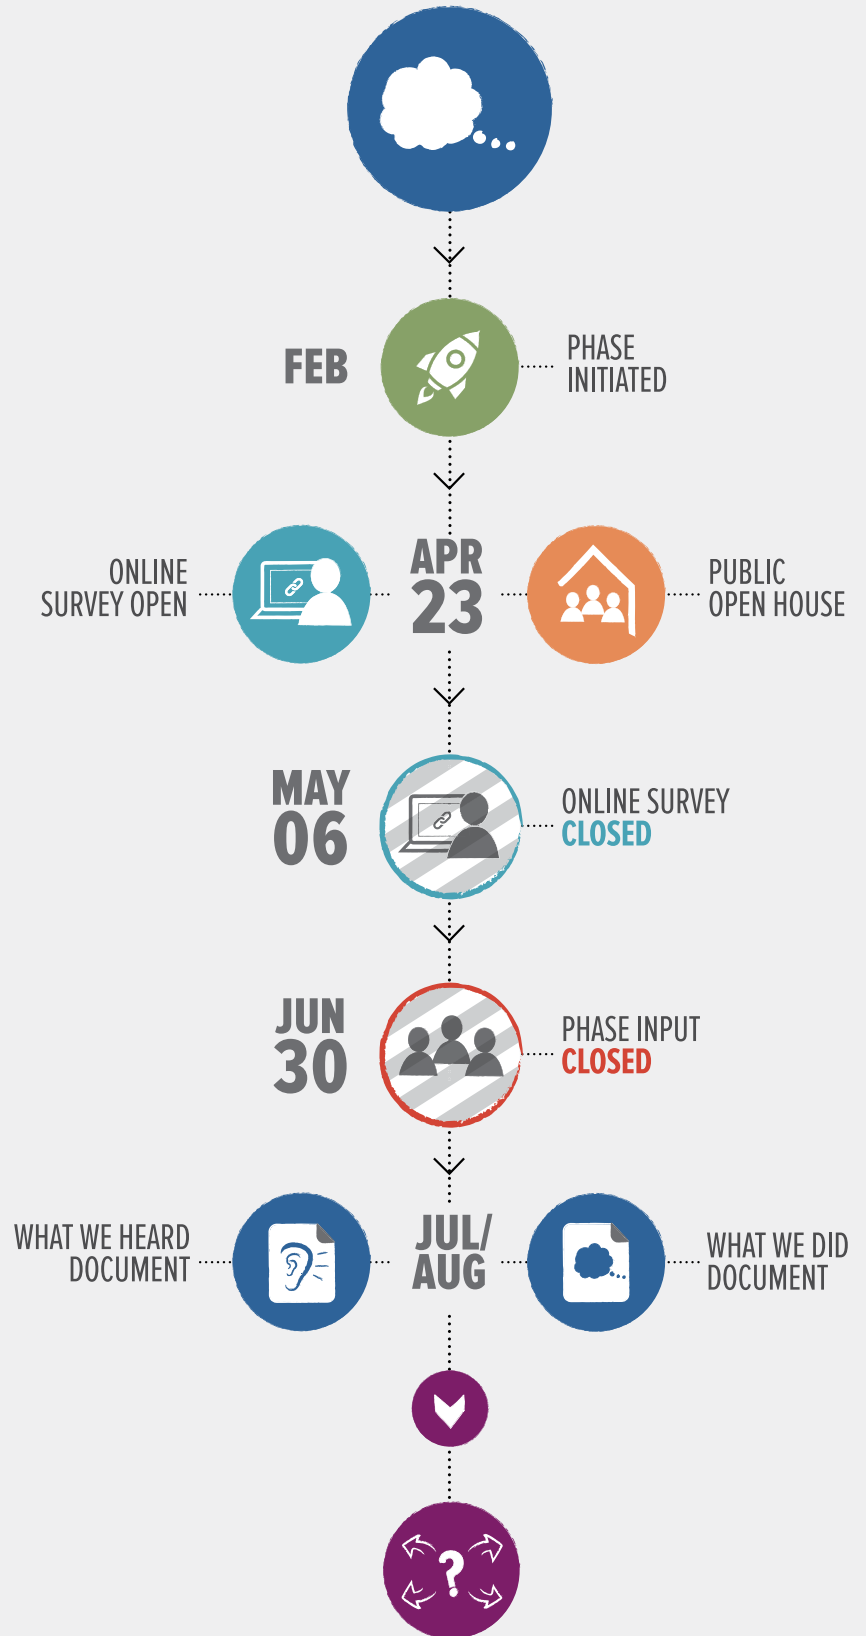 FEB
PHASE
INITIATED
ONLINE
SURVEY OPEN
APR
23
PUBLIC
OPEN HOUSE
MAY
06
ONLINE SURVEY
CLOSED
JUN
30
PHASE INPUT
CLOSED
WHAT WE HEARD
DOCUMENT
JUL/
AUG
WHAT WE DID
DOCUMENT
?